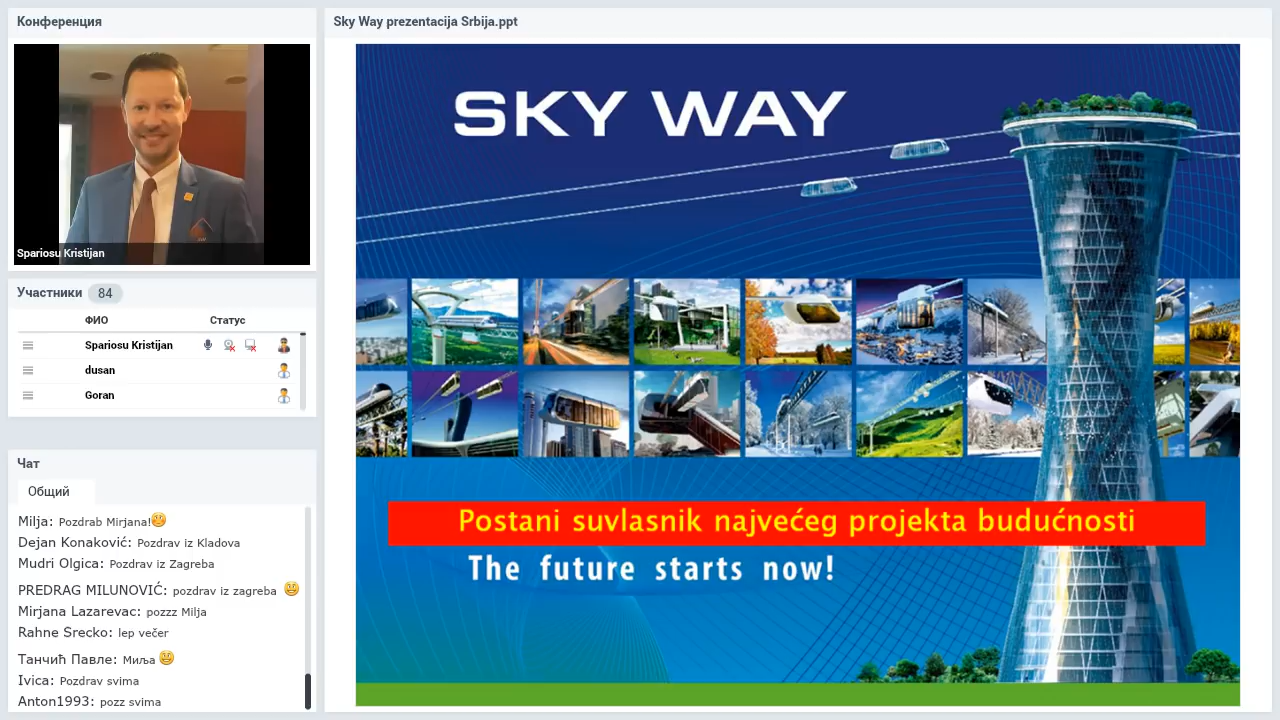 Конференция
Spariosu Kristijan
Участники 84
ФИО Статус
Spariosu Kristijan
dusan
Goran
Чат
Общий
Milja: Pozdrab Mirjana!
Dejan Konaković: Pozdrav iz Kladova
Mudri Olgica: Pozdrav iz Zagreba
PREDRAG MILUNOVIĆ: pozdrav iz zagreba
Mirjana Lazarevac: pozzz Milja
Rahne Srecko: lep večer
Танчић Павле: Миља
Ivica: Pozdrav svima
Anton1993: pozz svima
Sky Way prezentacija Srbija.ppt
SKY WAY
Postani suvlasnik najvećeg projekta budućnosti
The future starts now!